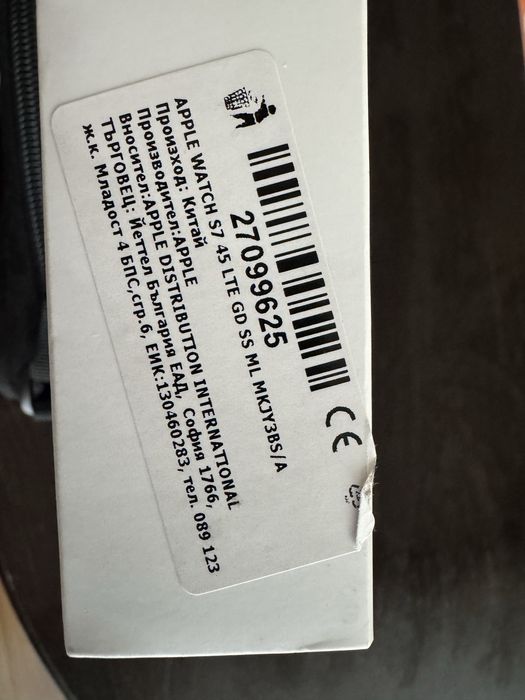 27099625
APPLE WATCH S7 45 LTE GD SS ML MKJY3BS/A
Произход: Китай
Производител:APPLE
Вносител:APPLE DISTRIBUTION INTERNATIONAL
ТЪРГОВЕЦ: Йеттел България ЕАД, София 1766,
ж.к. Младост 4 БПС,сгр.6, ЕИК:130460283, тел. 089 123
CE